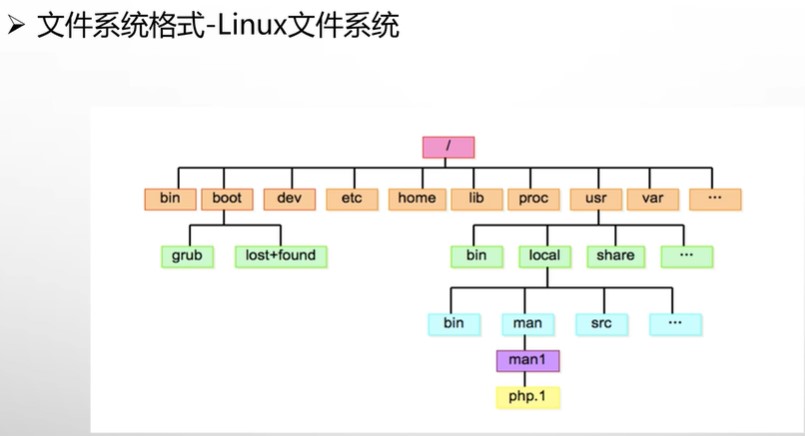 ➢ 文件系统格式-Linux文件系统
/
bin boot dev etc home lib proc usr var ...
grub lost+found bin local share ...
bin man src ...
man1
php.1